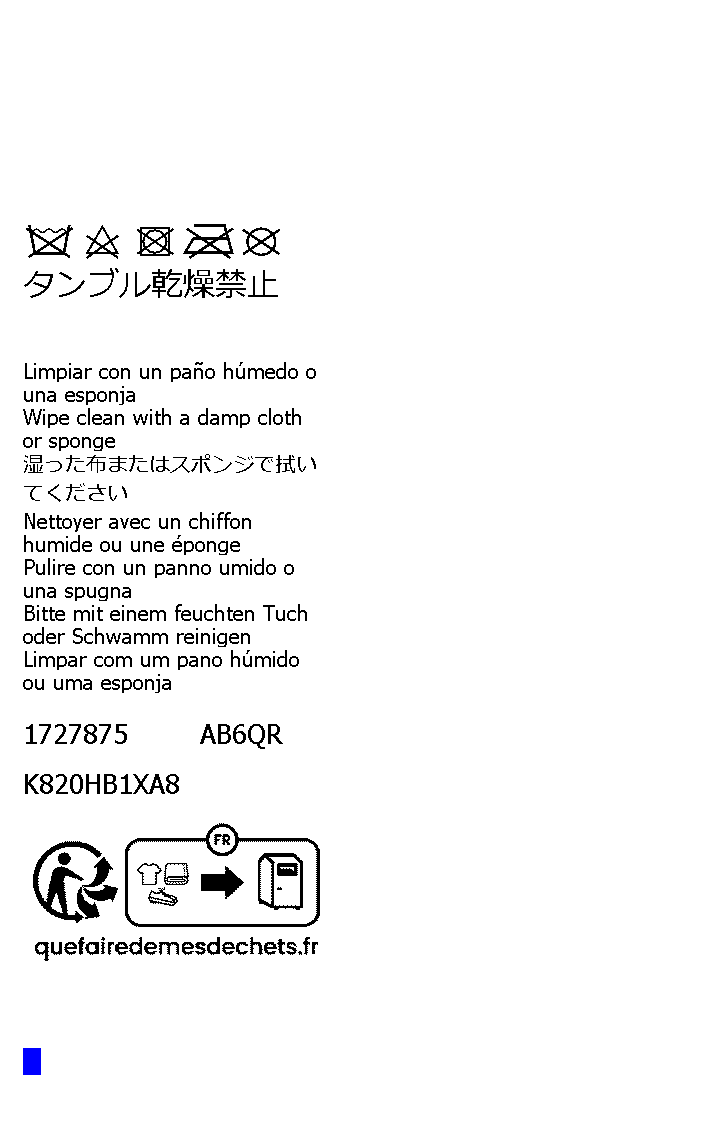 タンブル乾燥禁止
Limpiar con un paño húmedo o
una esponja
Wipe clean with a damp cloth
or sponge
湿った布またはスポンジで拭い
てください
Nettoyer avec un chiffon
humide ou une éponge
Pulire con un panno umido o
una spugna
Bitte mit einem feuchten Tuch
oder Schwamm reinigen
Limpar com um pano húmido
ou uma esponja
1727875 AB6QR
K820HB1XA8
FR
quefairedemesdechets.fr